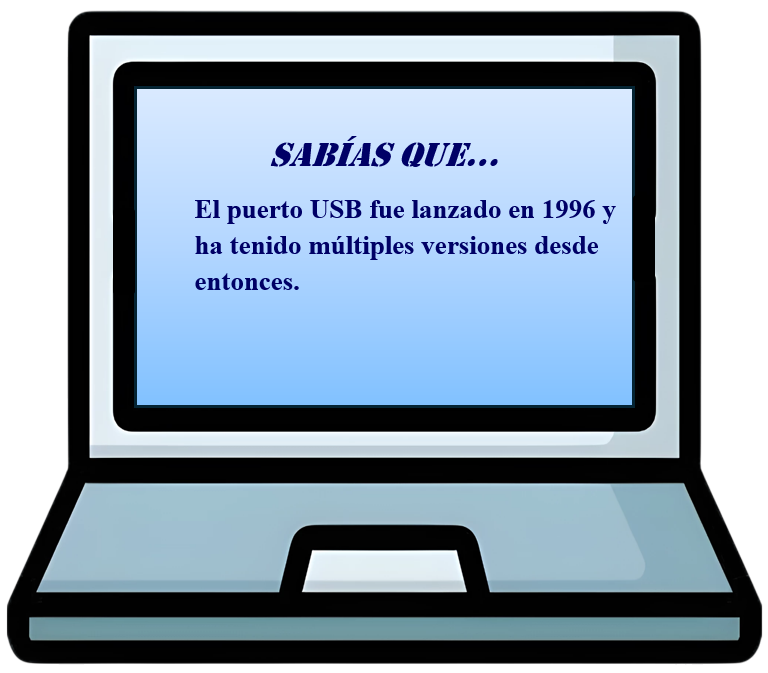 SABÍAS QUE...
El puerto USB fue lanzado en 1996 y
ha tenido múltiples versiones desde
entonces.